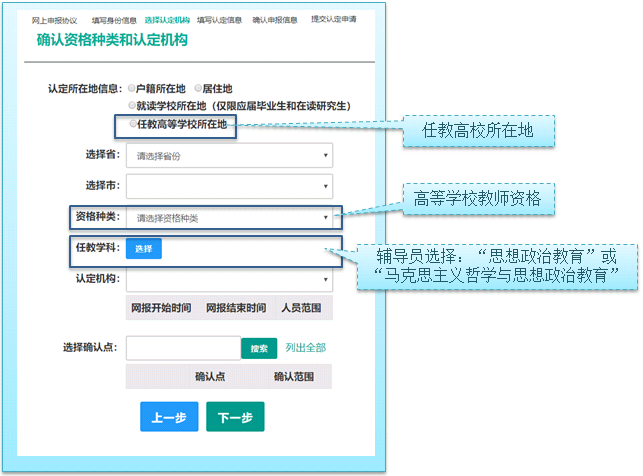 网上申报协议 填写身份信息 选择认定机构 填写认定信息 确认申报信息 提交认定申请
确认资格种类和认定机构
认定所在地信息： 户籍所在地 居住地
就读学校所在地（仅限应届毕业生和在读研究生）
任教高等学校所在地
任教高校所在地
选择省： 请选择省份
选择市：
高等学校教师资格
资格种类： 请选择资格种类
任教学科： 选择
辅导员选择：“思想政治教育”或
“马克思主义哲学与思想政治教育”
认定机构：
网报开始时间 网报结束时间 人员范围
选择确认点： 搜索 列出全部
确认点 确认范围
上一步 下一步